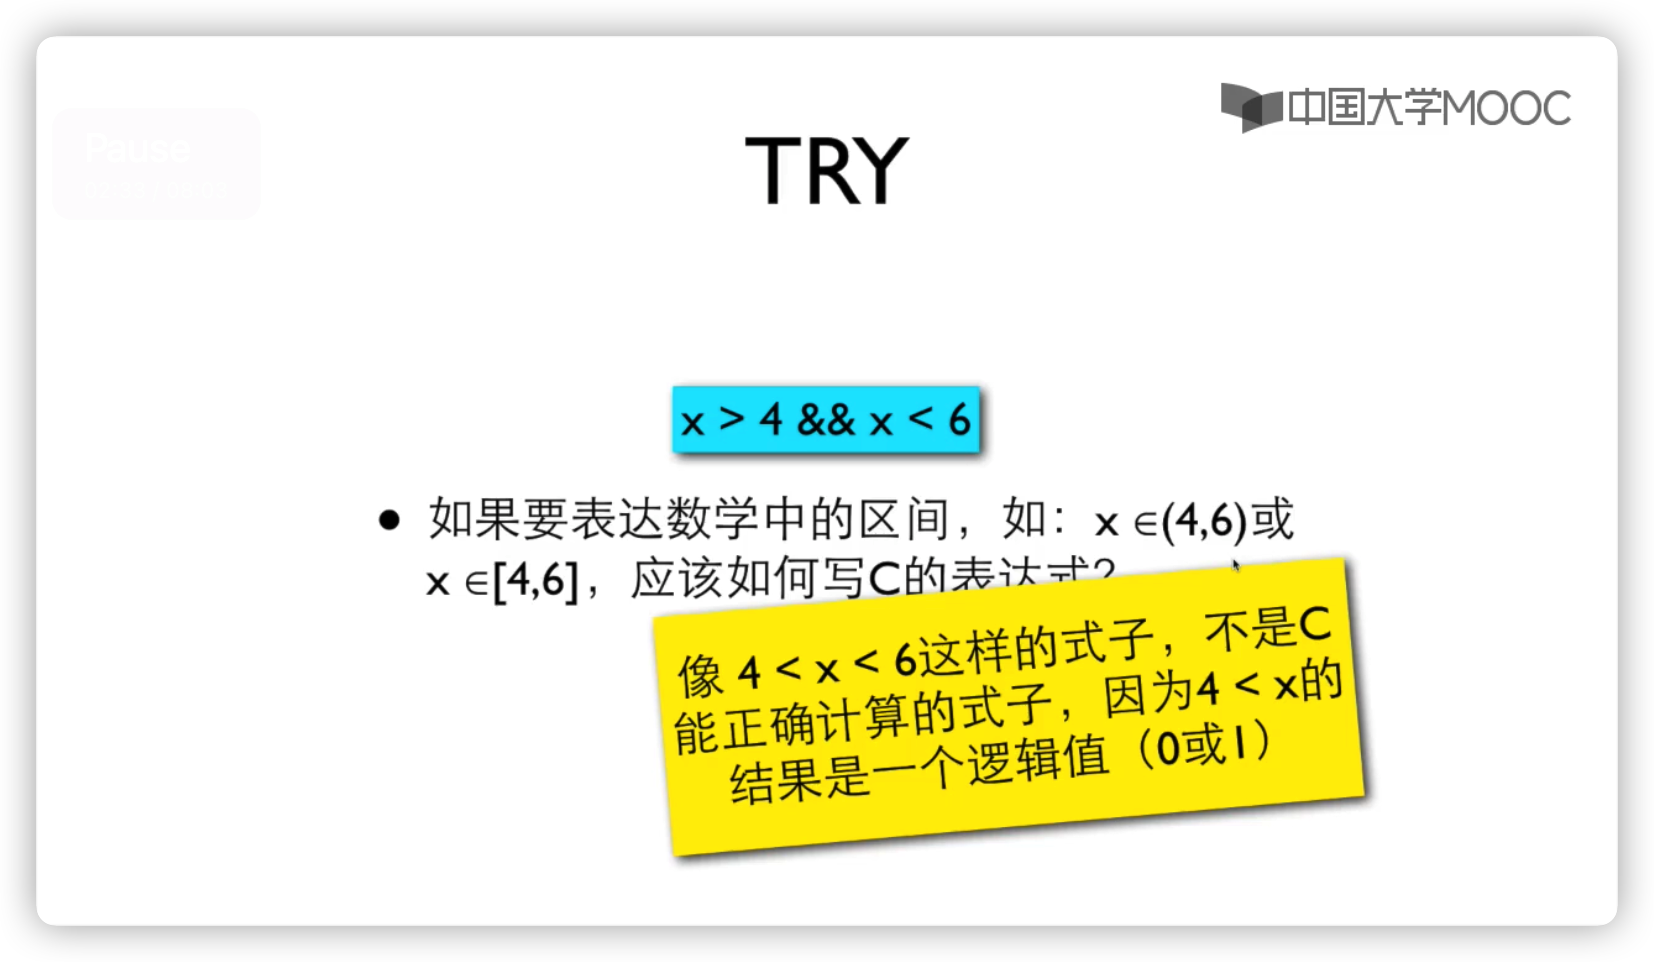 中国大学MOOC
Pause
TRY
x > 4 && x < 6
如果要表达数学中的区间，如：x ∈(4,6)或
x ∈[4,6]，应该如何写C的表达式?
像 4 < x < 6这样的式子，不是C
能正确计算的式子，因为4 < x的
结果是一个逻辑值（0或1）